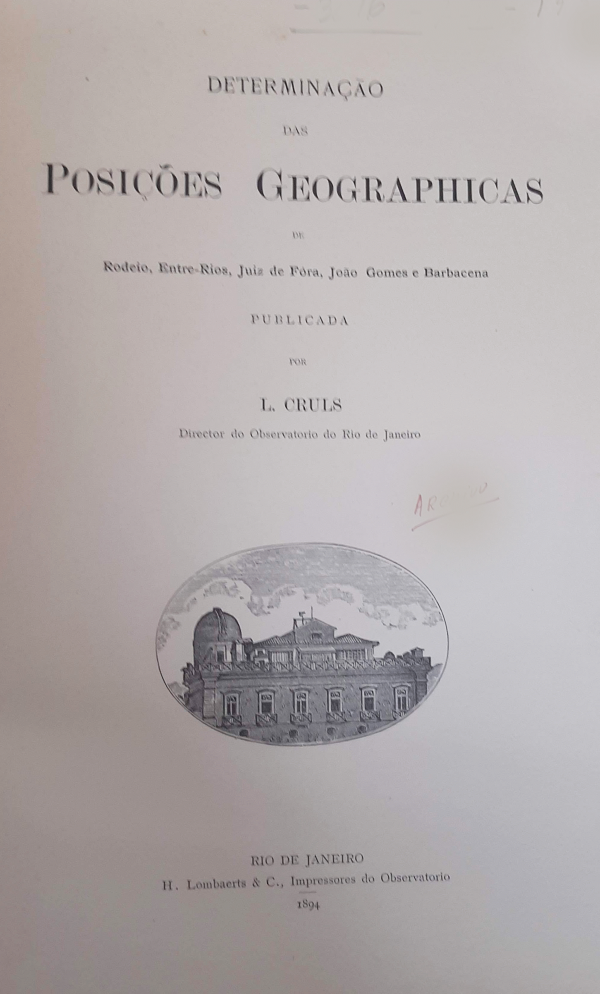 DETERMINAÇÃO
DAS
POSIÇÕES GEOGRAPHICAS
DE
Rodeio, Entre-Rios, Juiz de Fóra, João Gomes e Barbacena
PUBLICADA
POR
L. CRULS
Director do Observatorio do Rio de Janeiro
RIO DE JANEIRO
H. Lombaerts & C., Impressores do Observatorio
1894